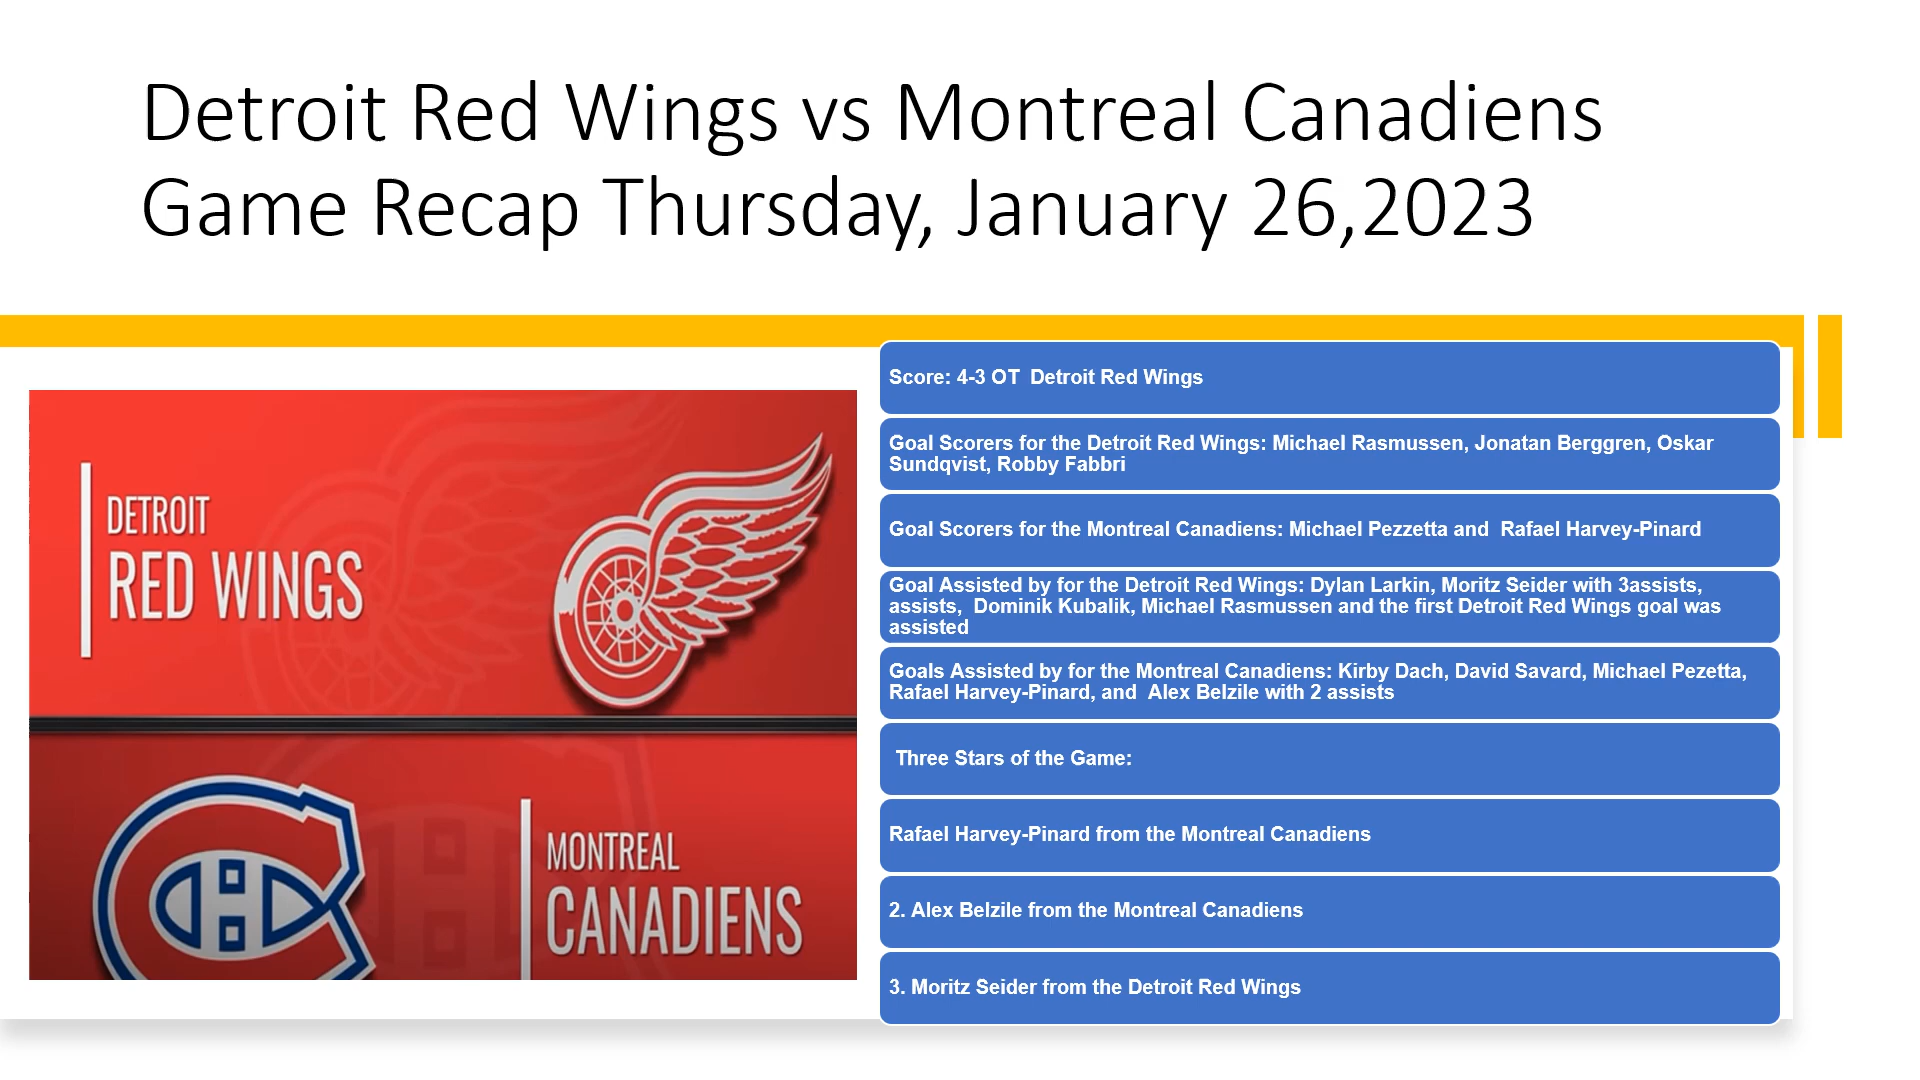 Detroit Red Wings vs Montreal Canadiens
Game Recap Thursday, January 26,2023
DETROIT
RED WINGS
MONTREAL
CANADIENS
Score: 4-3 OT  Detroit Red Wings
Goal Scorers for the Detroit Red Wings: Michael Rasmussen, Jonatan Berggren, Oskar
Sundqvist, Robby Fabbri
Goal Scorers for the Montreal Canadiens: Michael Pezzetta and  Rafael Harvey-Pinard
Goal Assisted by for the Detroit Red Wings: Dylan Larkin, Moritz Seider with 3assists,
assists,  Dominik Kubalik, Michael Rasmussen and the first Detroit Red Wings goal was
assisted
Goals Assisted by for the Montreal Canadiens: Kirby Dach, David Savard, Michael Pezetta,
Rafael Harvey-Pinard, and  Alex Belzile with 2 assists
Three Stars of the Game:
Rafael Harvey-Pinard from the Montreal Canadiens
2. Alex Belzile from the Montreal Canadiens
3. Moritz Seider from the Detroit Red Wings